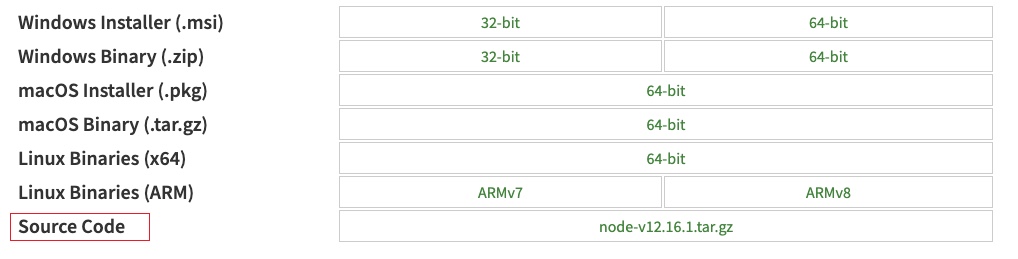 Windows Installer (.msi) 32-bit 64-bit
Windows Binary (.zip) 32-bit 64-bit
macOS Installer (.pkg) 64-bit
macOS Binary (.tar.gz) 64-bit
Linux Binaries (x64) 64-bit
Linux Binaries (ARM) ARMv7 ARMv8
Source Code node-v12.16.1.tar.gz